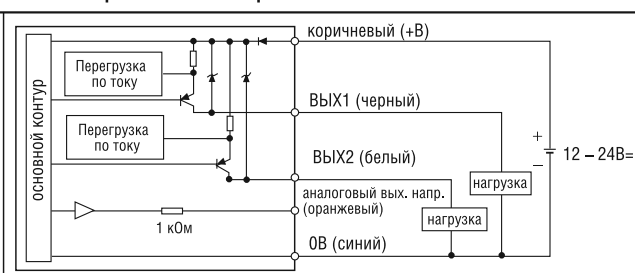 коричневый (+В)
Перегрузка
по току
ВЫХ1 (черный)
основной контур
Перегрузка
по току
ВЫХ2 (белый)
+
12 – 24В=
–
нагрузка
аналоговый вых. напр.
(оранжевый)
нагрузка
1 кОм
0В (синий)